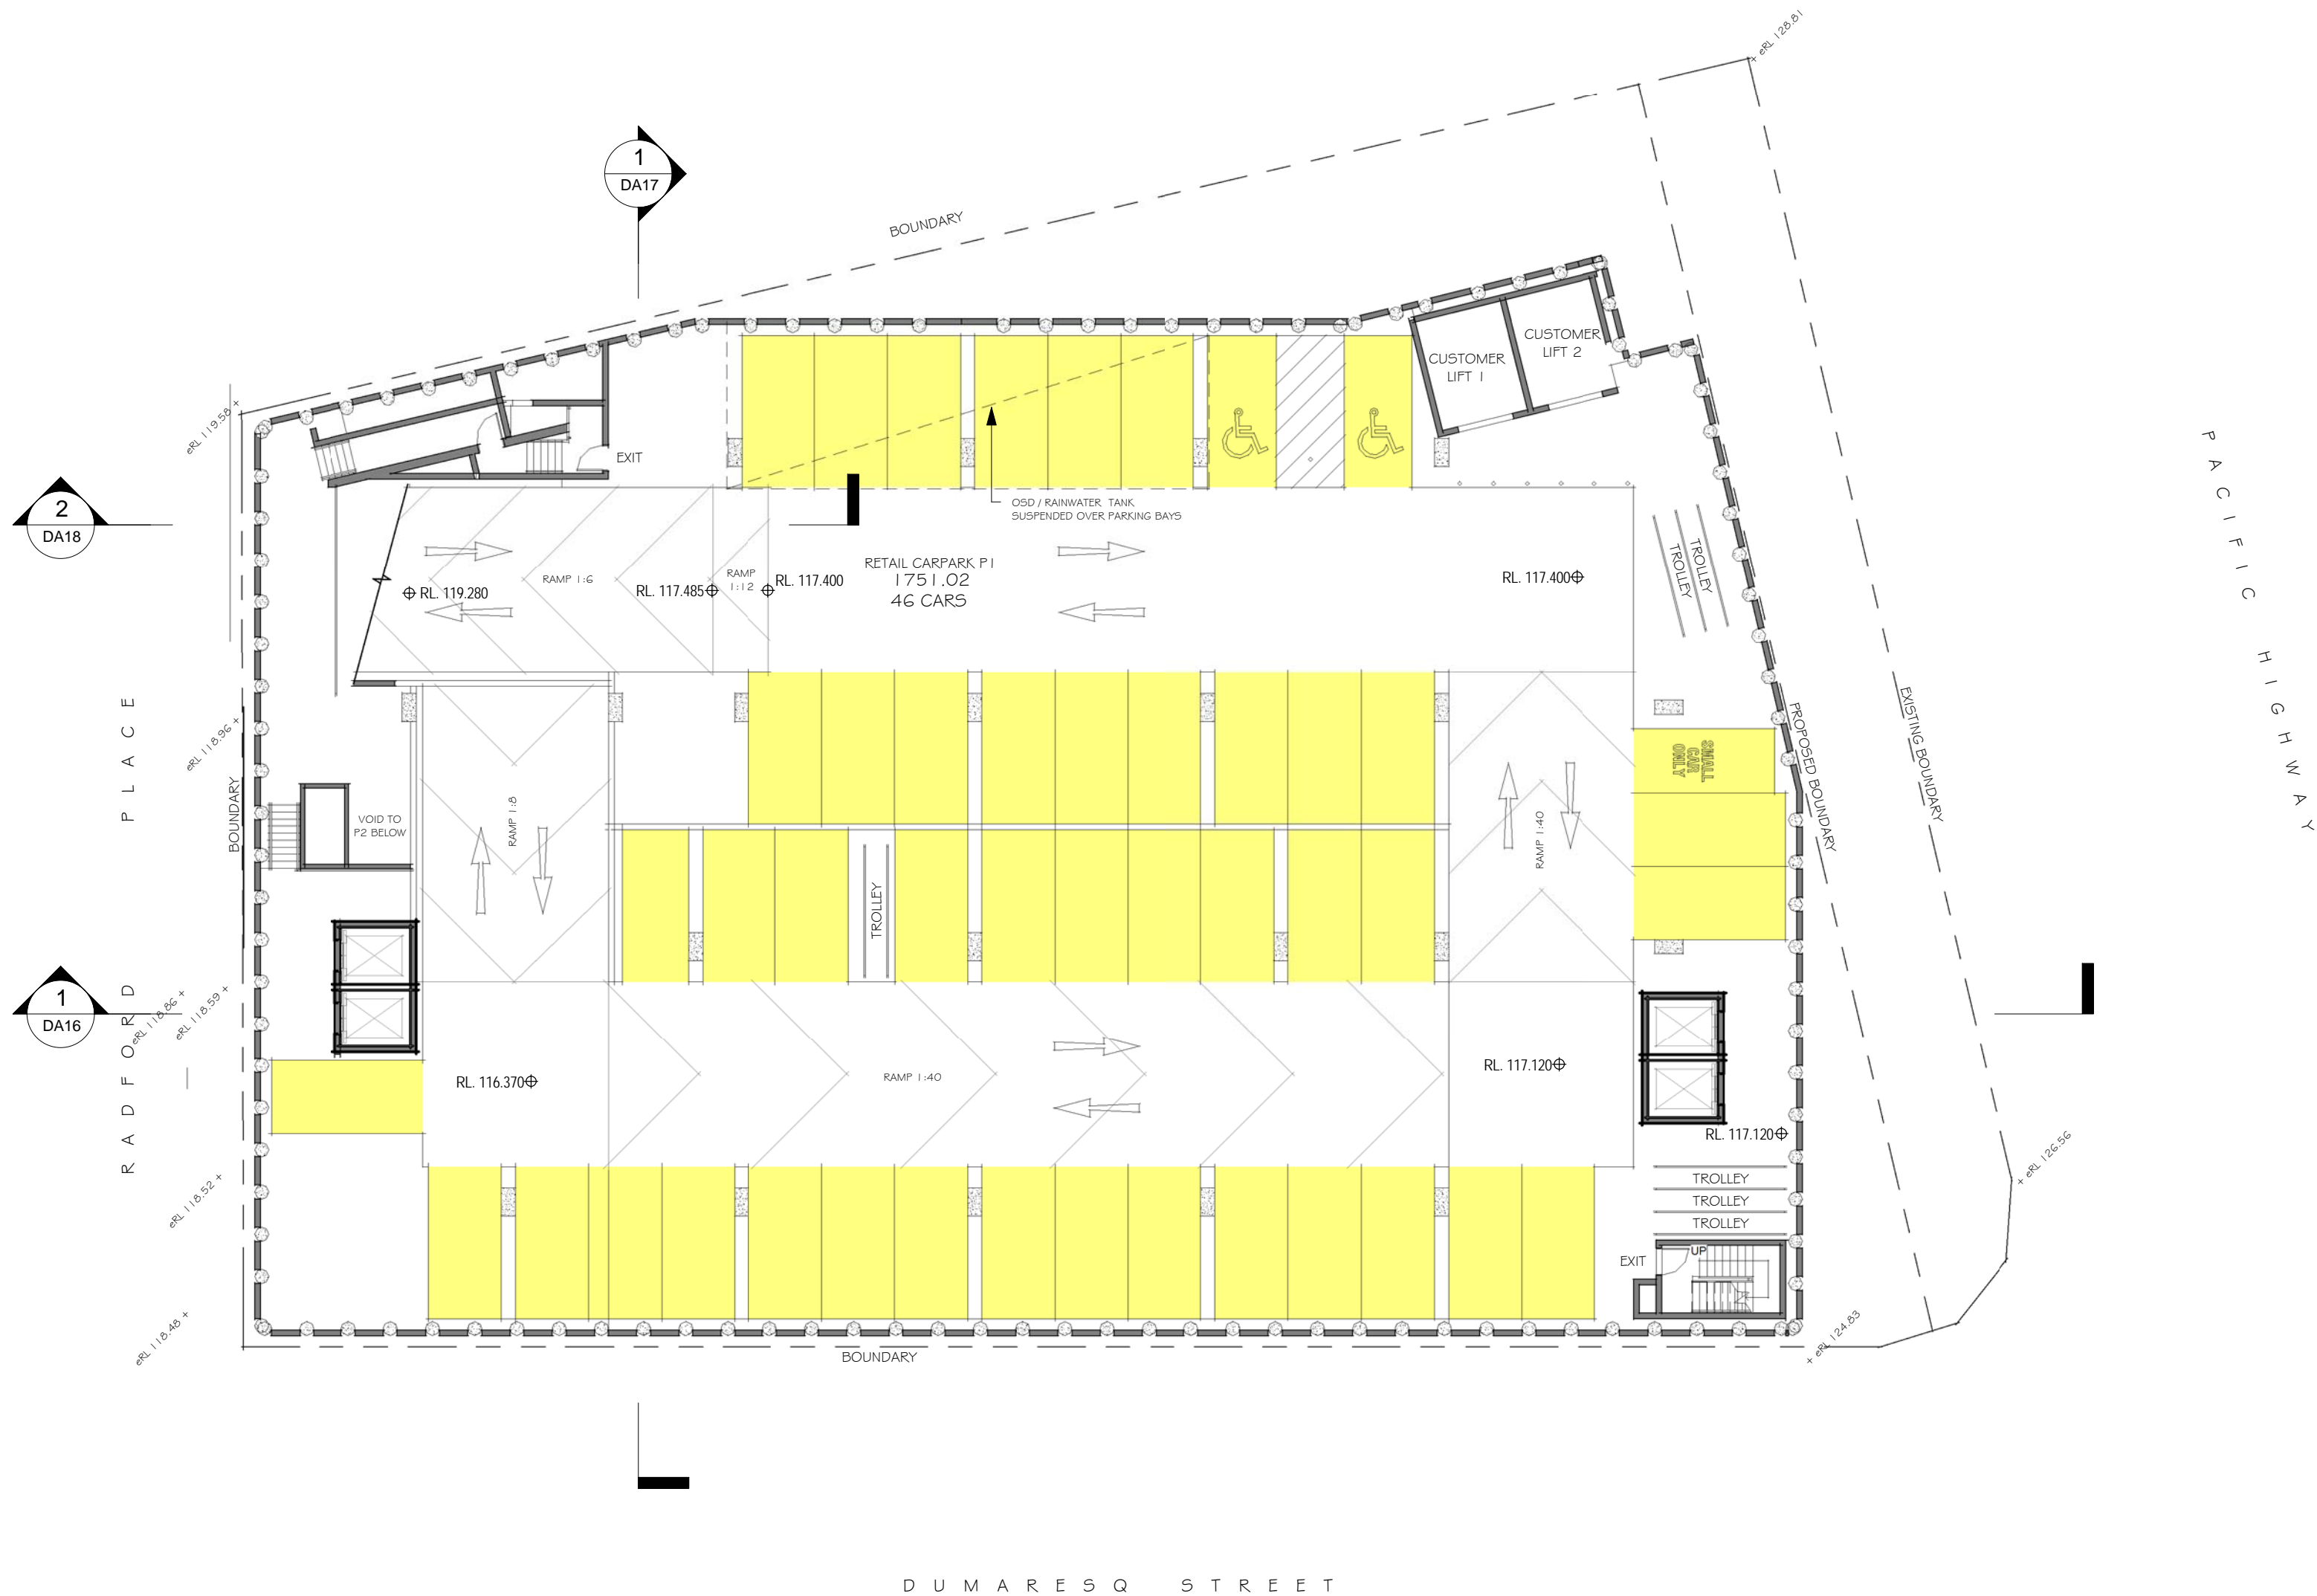 eRL 128.81
1
DA17
BOUNDARY
CUSTOMER
LIFT 2
CUSTOMER
LIFT 1
eRL 119.58
EXIT
2
DA18
OSD / RAINWATER TANK
SUSPENDED OVER PARKING BAYS
PACIFIC HIGHWAY
TROLLEY
TROLLEY
RETAIL CARPARK P1
1751.02
46 CARS
RAMP 1:6
RAMP
1:12
RL. 119.280
RL. 117.485
RL. 117.400
RL. 117.400
eRL 118.96
SMALL
CAR
ONLY
PROPOSED BOUNDARY
EXISTING BOUNDARY
BOUNDARY
VOID TO
P2 BELOW
RAMP 1:8
RAMP 1:40
TROLLEY
RADFORD PLACE
1
DA16
eRL 118.86
eRL 118.59
RL. 116.370
RAMP 1:40
RL. 117.120
RL. 117.120
eRL 126.56
eRL 118.52
TROLLEY
TROLLEY
TROLLEY
EXIT
UP
eRL 118.48
eRL 124.83
BOUNDARY
DUMARESQ STREET